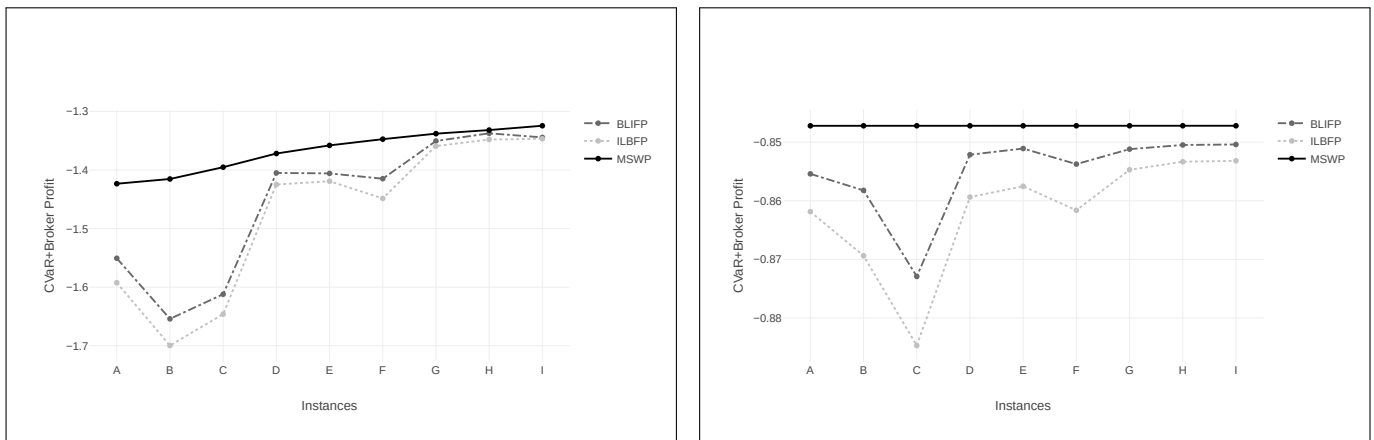 CVaR+Broker Profit
−1.3
−1.4
−1.5
−1.6
−1.7
A B C D E F G H I
Instances
BLIFP
ILBFP
MSWP
CVaR+Broker Profit
−0.85
−0.86
−0.87
−0.88
A B C D E F G H I
Instances
BLIFP
ILBFP
MSWP